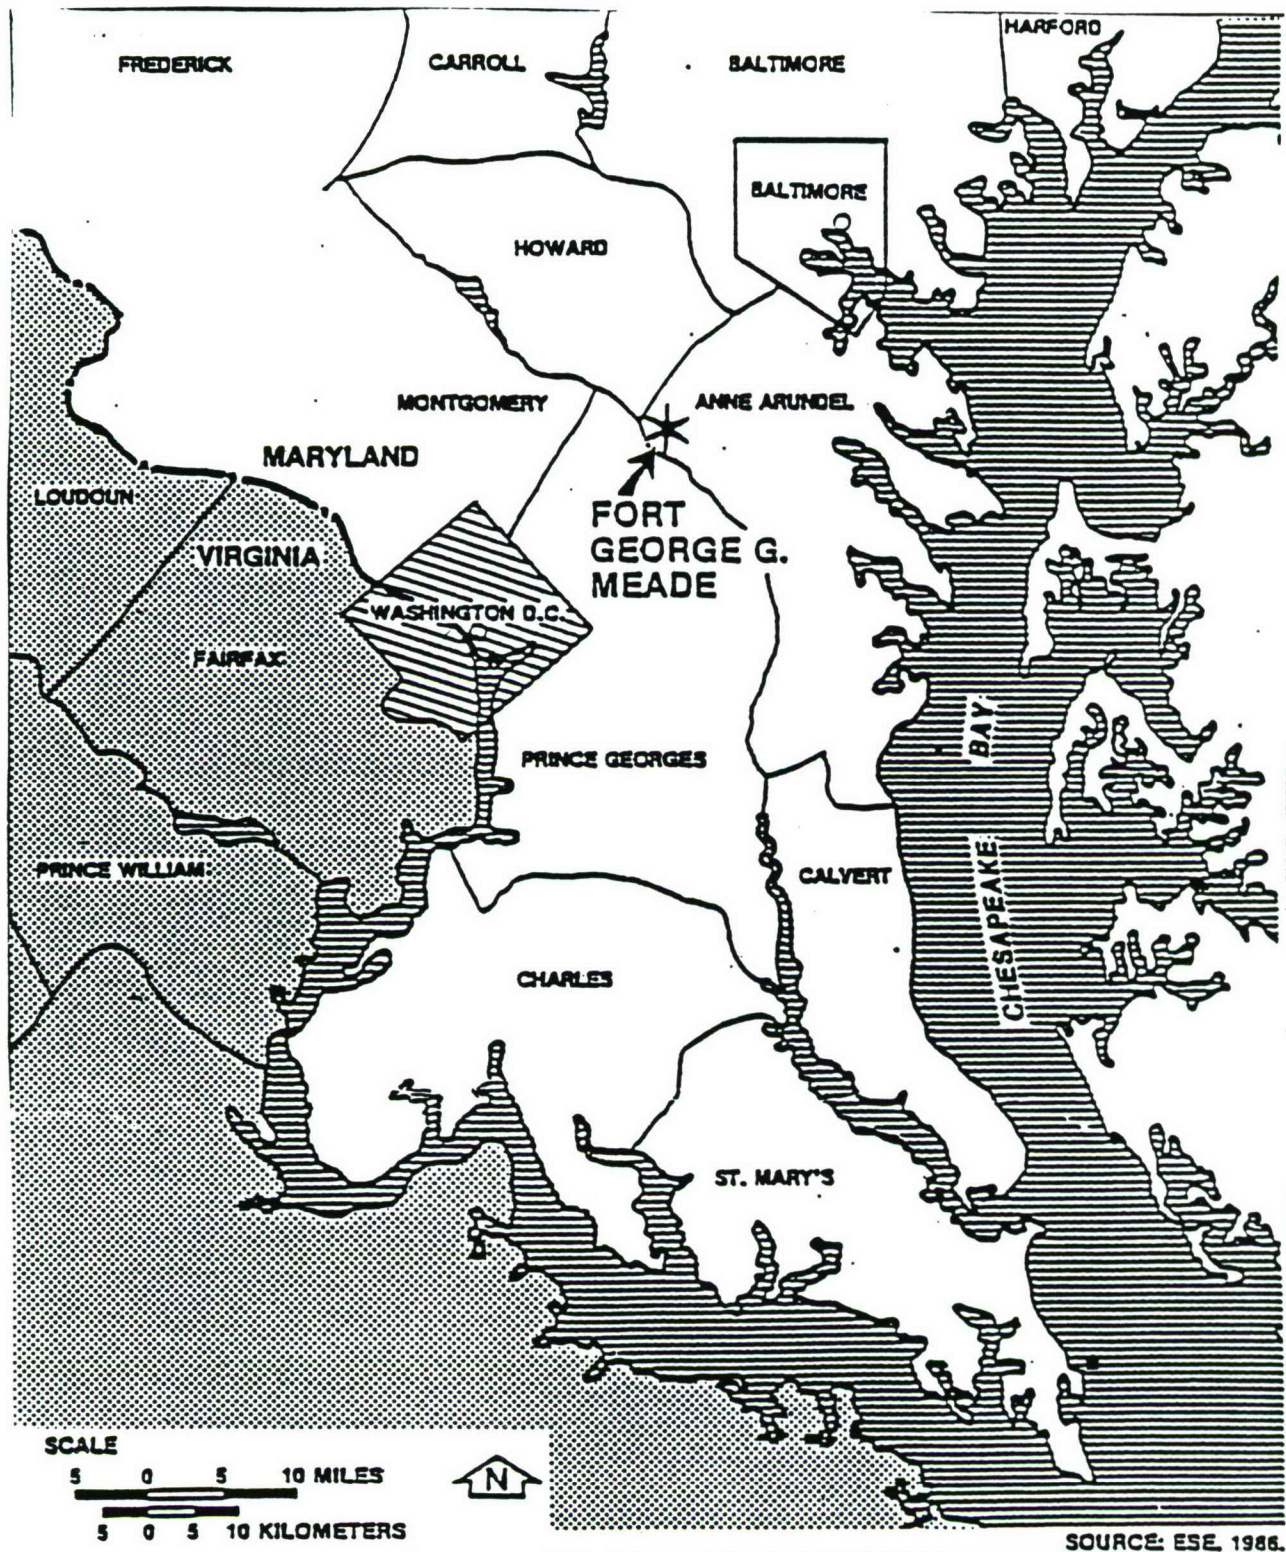 HARFORD
FREDERICK
CARROLL
BALTIMORE
BALTIMORE
HOWARD
MONTGOMERY
ANNE ARUNDEL
MARYLAND
LOUDOUN
FORT
GEORGE G.
MEADE
VIRGINIA
WASHINGTON D.C.
FAIRFAX
BAY
PRINCE GEORGES
PRINCE WILLIAM
CALVERT
CHESAPEAKE
CHARLES
ST. MARY'S
SCALE
5 0 5 10 MILES
N
5 0 5 10 KILOMETERS
SOURCE: ESE, 1986.